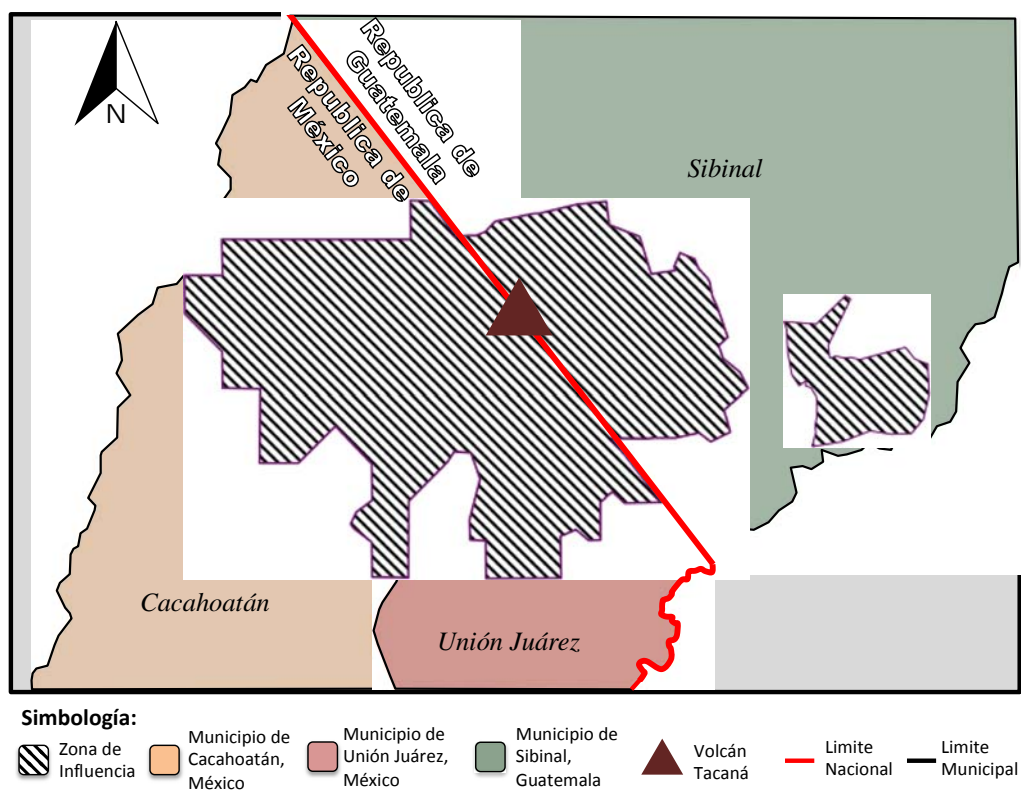 N
Republica de
Guatemala
Republica de
México
Sibinal
Cacahoatán
Unión Juárez
Simbología:
Zona de
Influencia
Municipio de
Cacahoatán,
México
Municipio de
Unión Juárez,
México
Municipio de
Sibinal,
Guatemala
Volcán
Tacaná
Limite
Nacional
Limite
Municipal